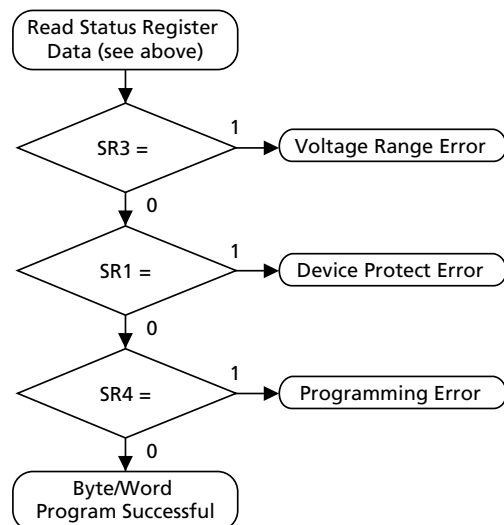 Read Status Register
Data (see above)
SR3 =
1
Voltage Range Error
0
SR1 =
1
Device Protect Error
0
SR4 =
1
Programming Error
0
Byte/Word
Program Successful